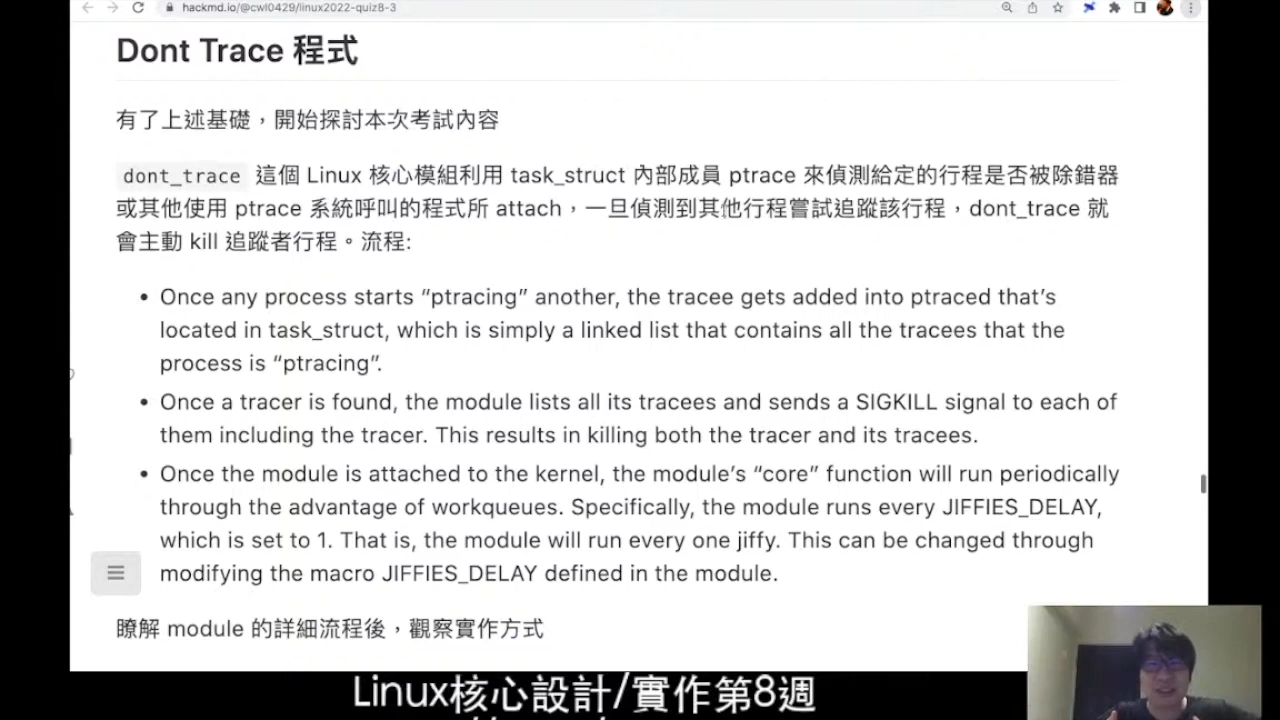 hackmd.io/@cwl0429/linux2022-quiz8-3
Dont Trace 程式
有了上述基礎，開始探討本次考試內容
dont_trace 這個 Linux 核心模組利用 task_struct 內部成員 ptrace 來偵測給定的行程是否被除錯器
或其他使用 ptrace 系統呼叫的程式所 attach，一旦偵測到其他行程嘗試追蹤該行程，dont_trace 就
會主動 kill 追蹤者行程。流程:
• Once any process starts “ptracing” another, the tracee gets added into ptraced that’s
located in task_struct, which is simply a linked list that contains all the tracees that the
process is “ptracing”.
• Once a tracer is found, the module lists all its tracees and sends a SIGKILL signal to each of
them including the tracer. This results in killing both the tracer and its tracees.
• Once the module is attached to the kernel, the module’s “core” function will run periodically
through the advantage of workqueues. Specifically, the module runs every JIFFIES_DELAY,
which is set to 1. That is, the module will run every one jiffy. This can be changed through
modifying the macro JIFFIES_DELAY defined in the module.
瞭解 module 的詳細流程後，觀察實作方式
Linux核心設計/實作第8週